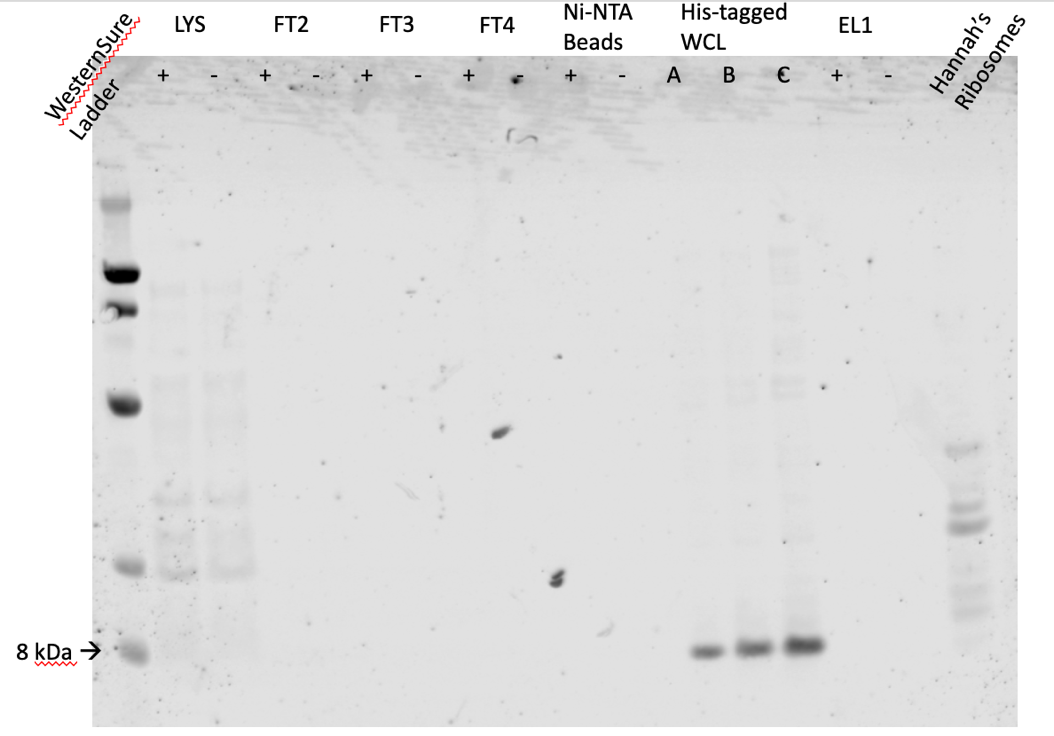 WesternSure
Ladder
LYS
FT2
FT3
FT4
Ni-NTA
Beads
His-tagged
WCL
EL1
Hannah's
Ribosomes
+ - + - + - + - + - A B C + -
8 kDa →